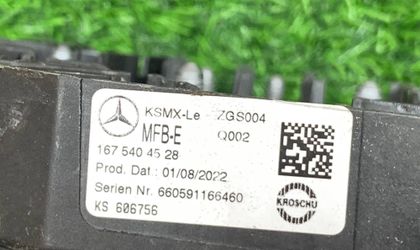 KSMX-Le ZGS004
MFB-E Q002
167 540 45 28
Prod. Dat : 01/08/2022
Serien Nr. 660591166460
KS 606756
KROSCHU